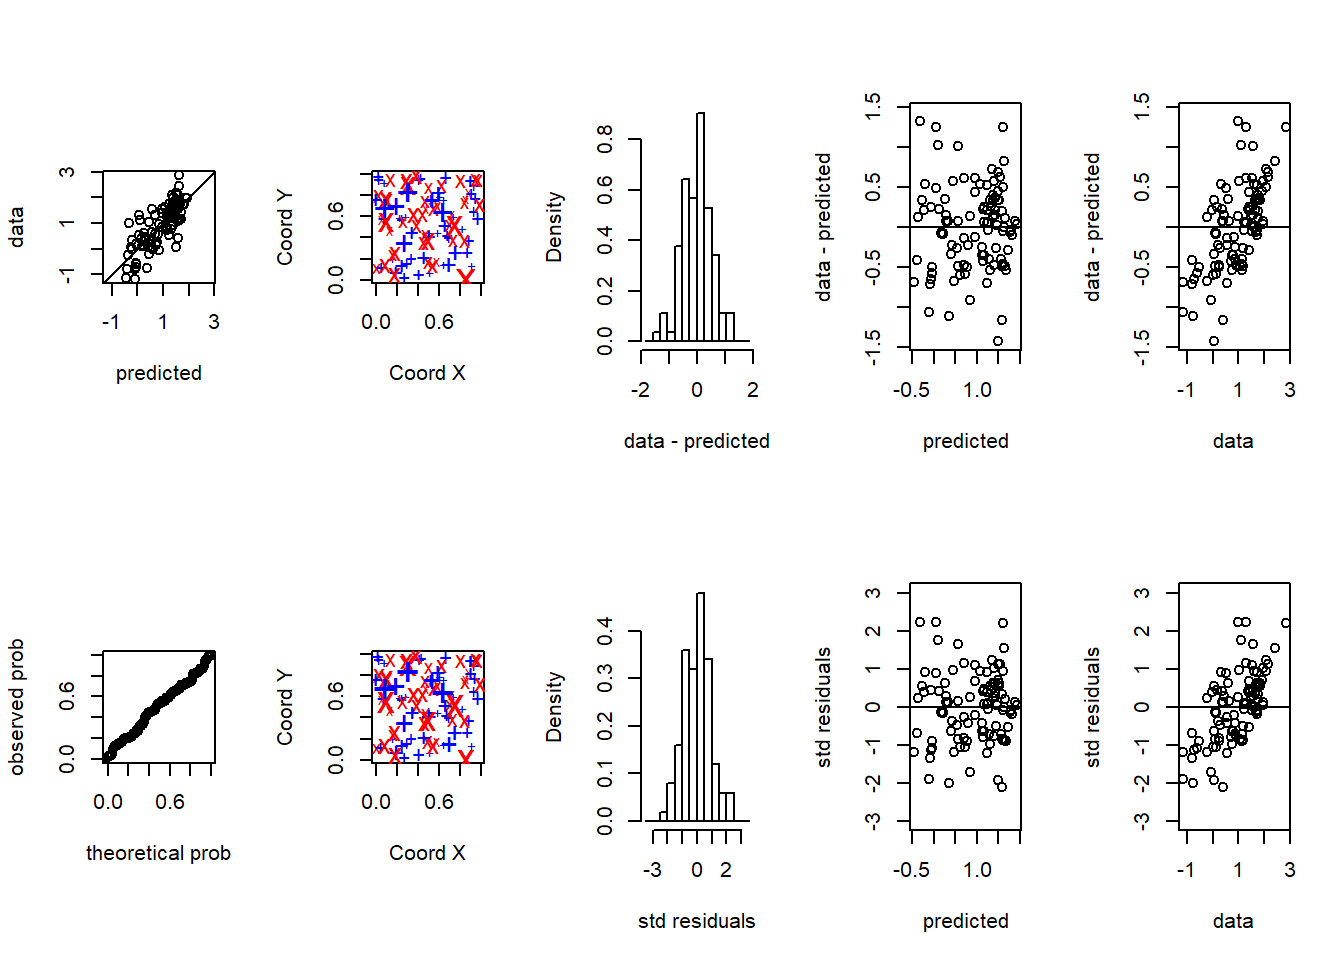 data
-1 1 3
-1 1 3
predicted
Coord Y
0.0 0.6
0.0 0.6
Coord X
Density
0.0 0.2 0.4 0.6 0.8
-2 0 2
data - predicted
data - predicted
-1.5 -0.5 0.5 1.5
-0.5 1.0
predicted
data - predicted
-1.5 -0.5 0.5 1.5
-1 1 3
data
observed prob
0.0 0.6
0.0 0.6
theoretical prob
Coord Y
0.0 0.6
0.0 0.6
Coord X
Density
0.0 0.1 0.2 0.3 0.4
-3 0 2
std residuals
std residuals
-3 -2 -1 0 1 2 3
-0.5 1.0
predicted
std residuals
-3 -2 -1 0 1 2 3
-1 1 3
data